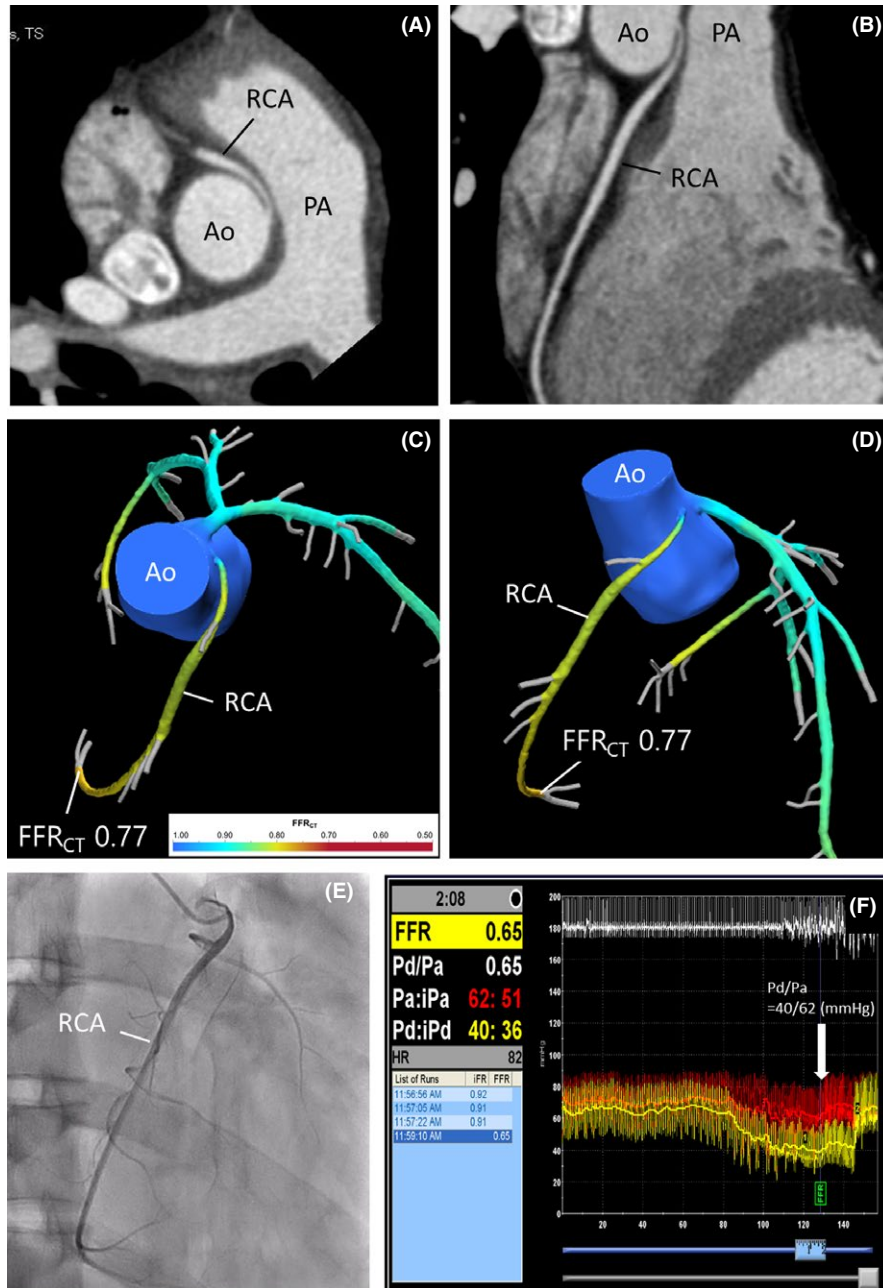 s, TS
(A)
RCA
PA
Ao
(B)
Ao
PA
RCA
(C)
Ao
RCA
FFRCT 0.77
FFRCT
1.00
0.90
0.80
0.70
0.60
0.50
(D)
Ao
RCA
FFRCT 0.77
(E)
RCA
(F)
2:08
FFR 0.65
Pd/Pa 0.65
Pa:iPa 62: 51
Pd:iPd 40: 36
HR 82
List of Runs iFR FFR
11:56:56 AM 0.92
11:57:05 AM 0.91
11:57:22 AM 0.91
11:59:10 AM 0.65
200
180
160
140
120
100
80
60
40
20
mmHg
Pd/Pa
=40/62 (mmHg)
FFR
20
40
60
80
100
120
140